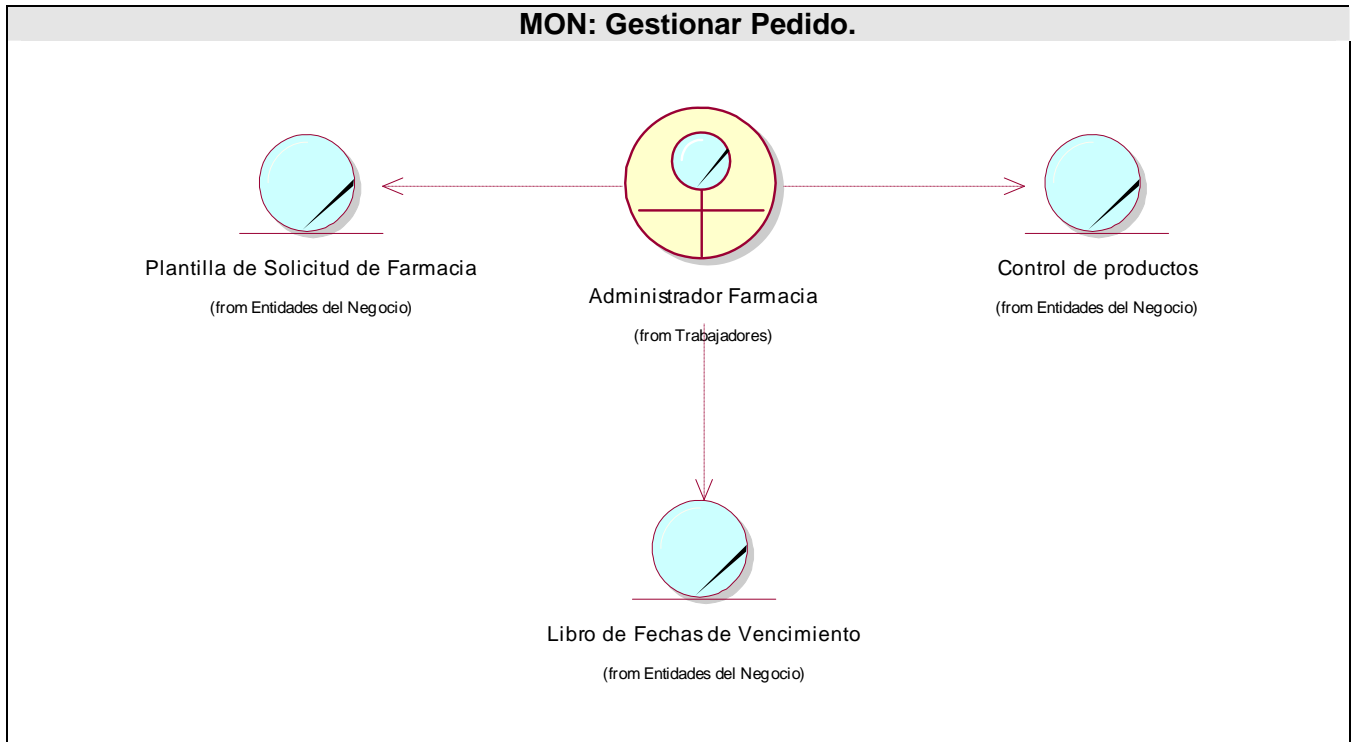 MON: Gestionar Pedido.
Plantilla de Solicitud de Farmacia
(from Entidades del Negocio)
Administrador Farmacia
(from Trabajadores)
Control de productos
(from Entidades del Negocio)
Libro de Fechas de Vencimiento
(from Entidades del Negocio)